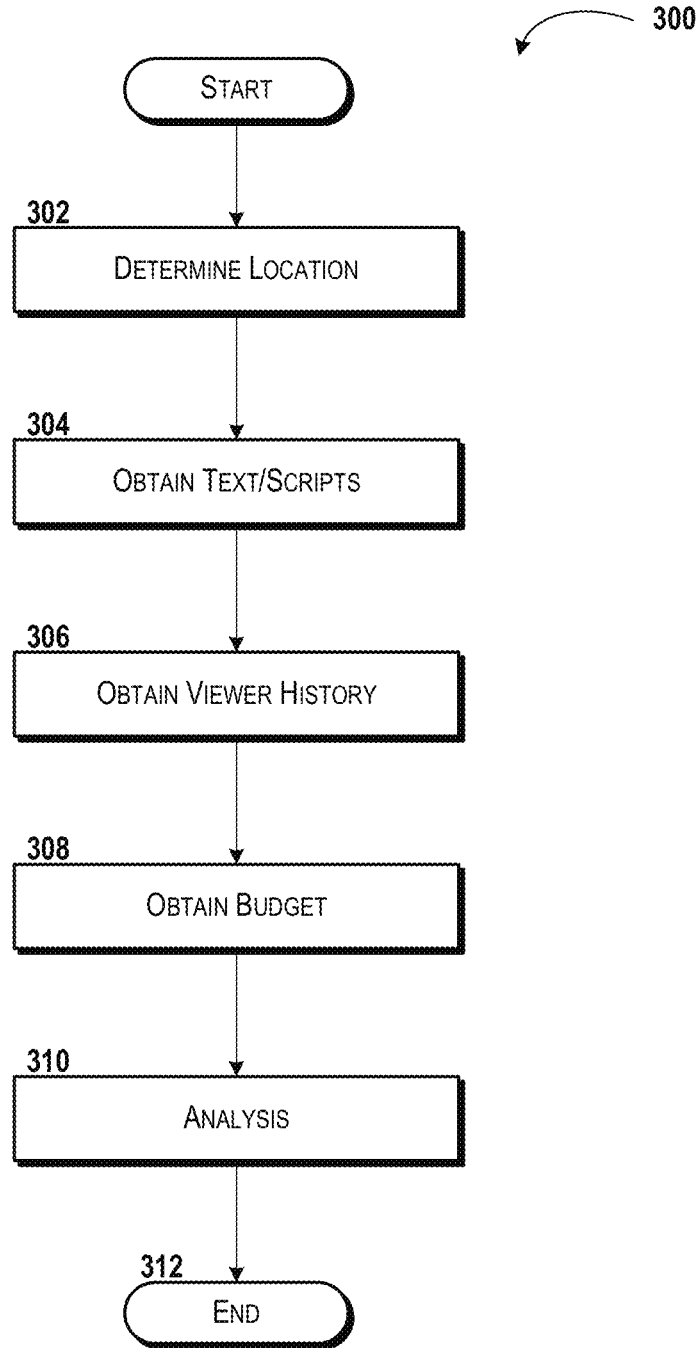 300
START
302
DETERMINE LOCATION
304
OBTAIN TEXT/SCRIPTS
306
OBTAIN VIEWER HISTORY
308
OBTAIN BUDGET
310
ANALYSIS
312
END